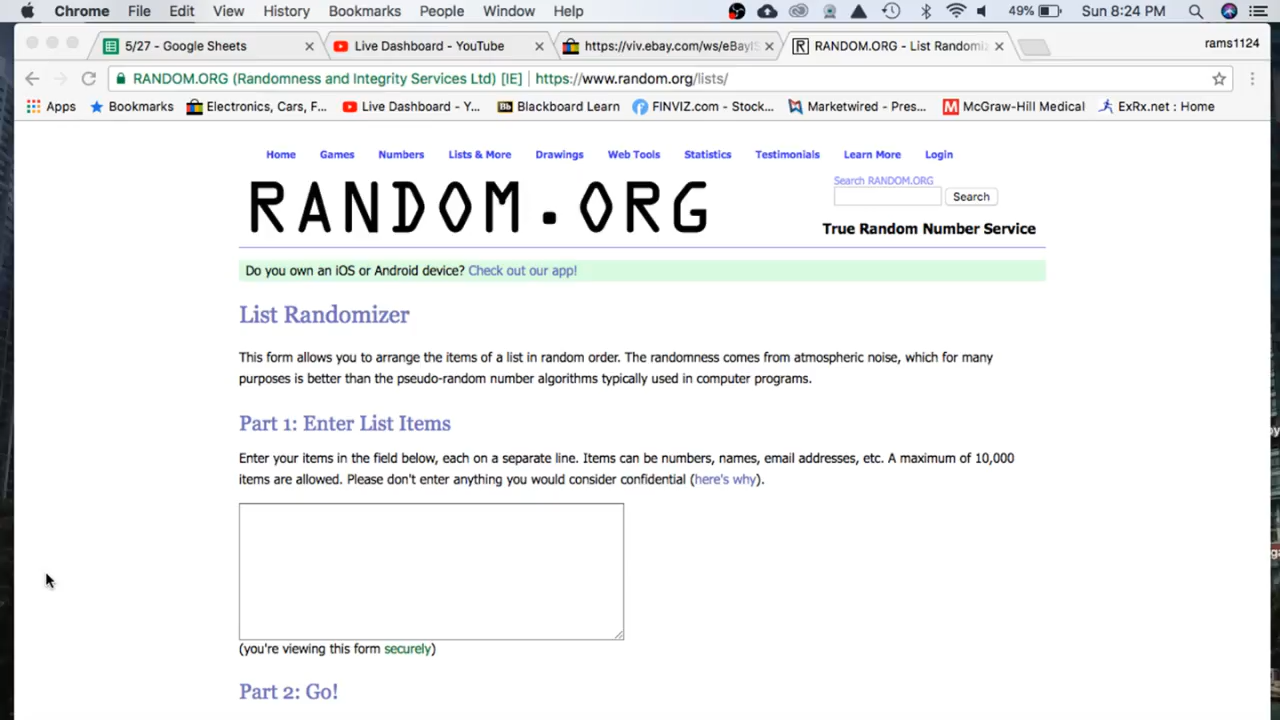 Chrome File Edit View History Bookmarks People Window Help 49% Sun 8:24 PM
5/27 - Google Sheets Live Dashboard - YouTube https://viv.ebay.com/ws/eBayIS RANDOM.ORG - List Randomiz rams1124
RANDOM.ORG (Randomness and Integrity Services Ltd) [IE] https://www.random.org/lists/
Apps Bookmarks Electronics, Cars, F... Live Dashboard - Y... Bb Blackboard Learn FINVIZ.com - Stock... Marketwired - Pres... M McGraw-Hill Medical ExRx.net : Home
Home Games Numbers Lists & More Drawings Web Tools Statistics Testimonials Learn More Login
RANDOM.ORG
Search RANDOM.ORG
Search
True Random Number Service
Do you own an iOS or Android device? Check out our app!
List Randomizer
This form allows you to arrange the items of a list in random order. The randomness comes from atmospheric noise, which for many
purposes is better than the pseudo-random number algorithms typically used in computer programs.
Part 1: Enter List Items
Enter your items in the field below, each on a separate line. Items can be numbers, names, email addresses, etc. A maximum of 10,000
items are allowed. Please don't enter anything you would consider confidential (here's why).
(you're viewing this form securely)
Part 2: Go!